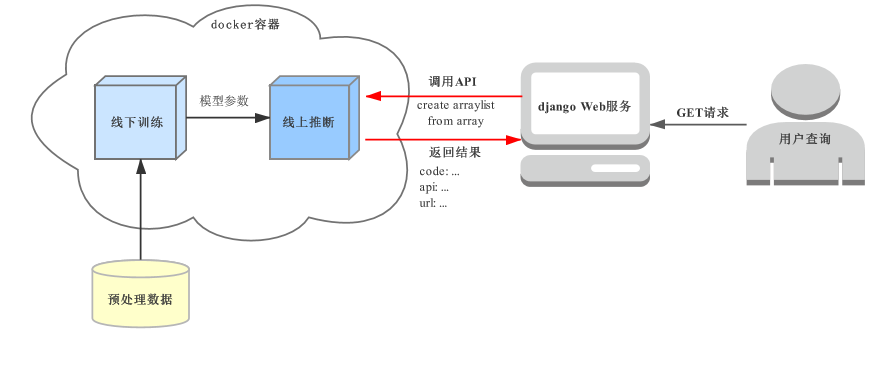 docker容器
线下训练
模型参数
线上推断
调用API
create arraylist
from array
返回结果
code: ...
api: ...
url: ...
django Web服务
GET请求
用户查询
预处理数据